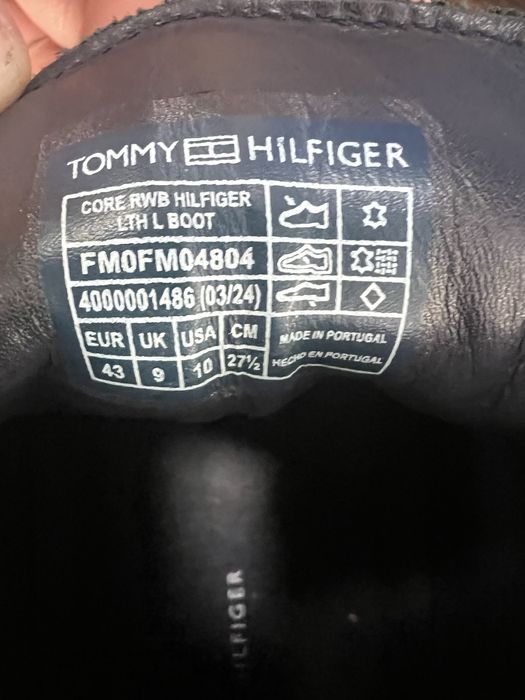 TOMMY HILFIGER
CORE RWB HILFIGER
LTH L BOOT
FM0FM04804
4000001486 (03/24)
EUR UK USA CM
43 9 10 27½
MADE IN PORTUGAL
HECHO EN PORTUGAL
HILFIGER